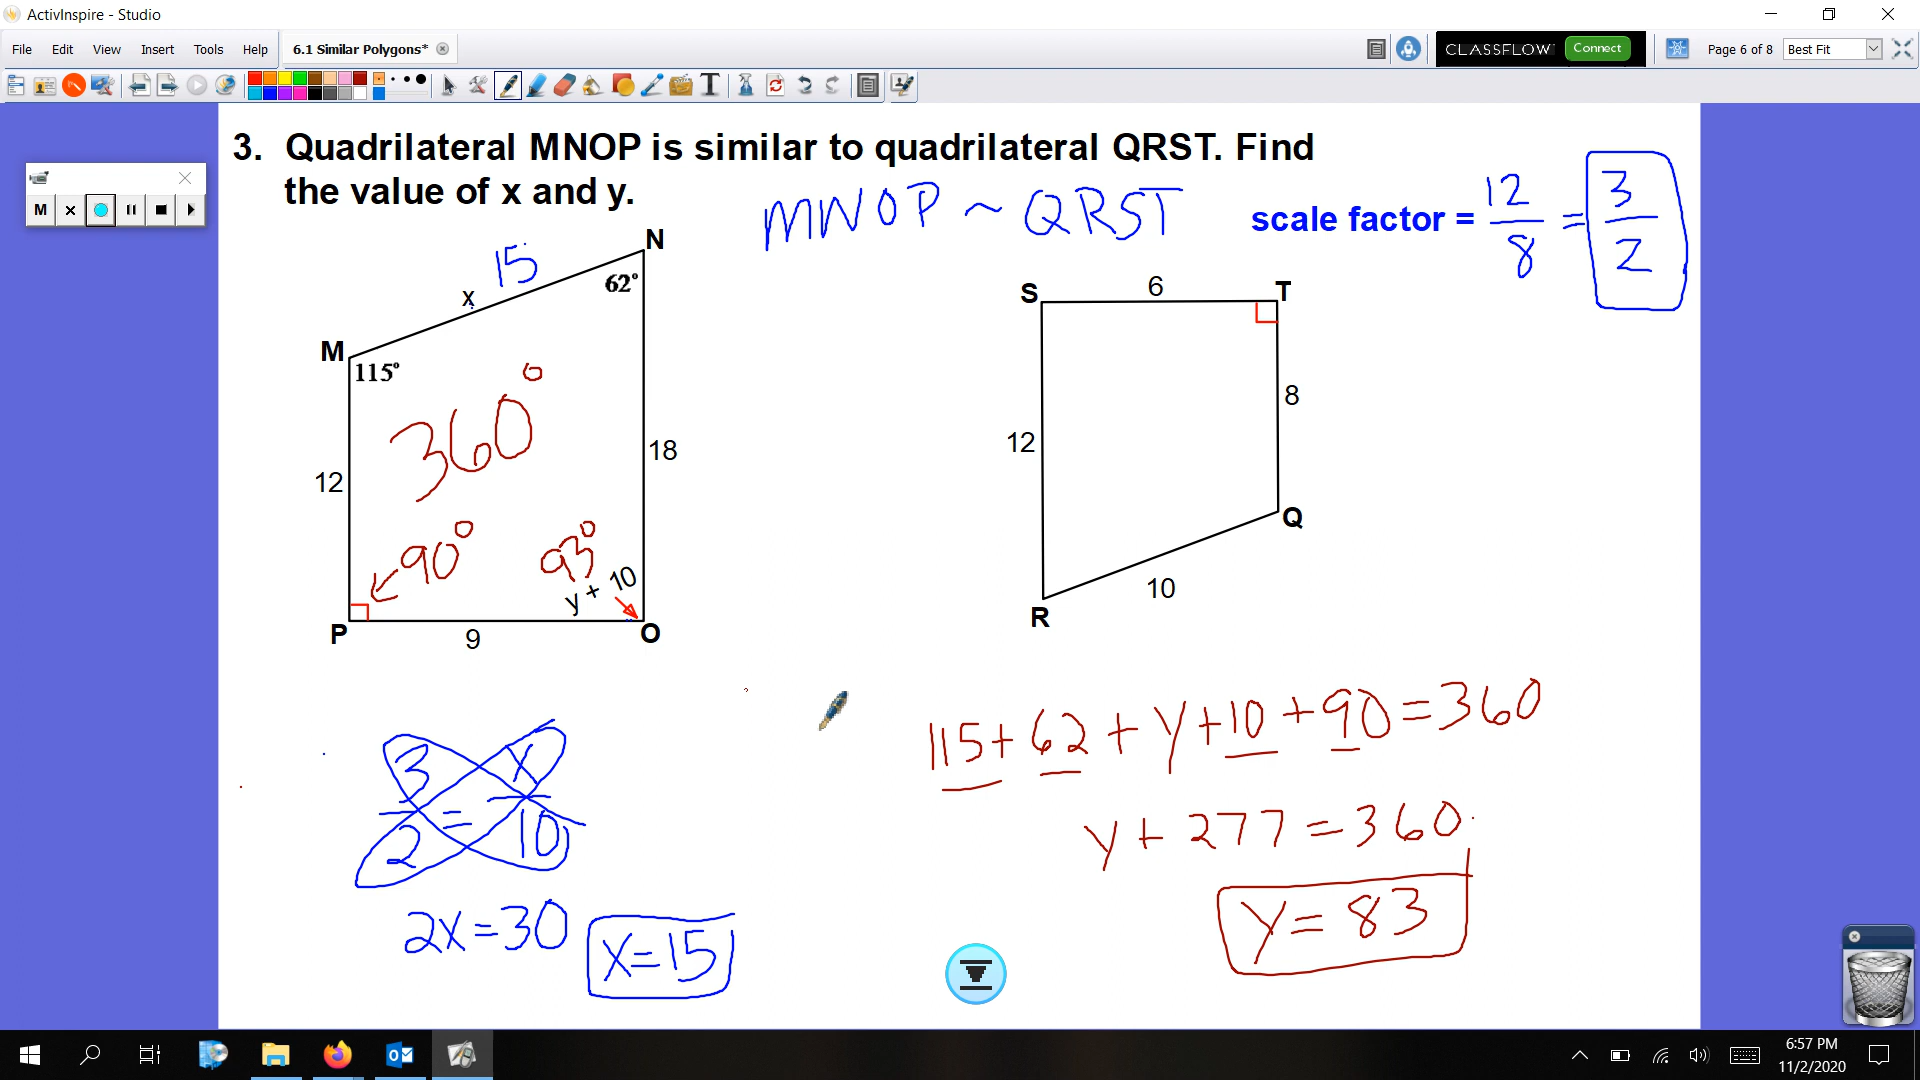 ActivInspire - Studio
File Edit View Insert Tools Help
6.1 Similar Polygons*
CLASSFLOW Connect
Page 6 of 8
Best Fit
T
M
3. Quadrilateral MNOP is similar to quadrilateral QRST. Find
the value of x and y.
MNOP ~ QRST
scale factor = 12/8 = 3/2
N
15
62°
x
M
115°
360°
12
18
90°
93°
y + 10
P
9
O
S
6
T
8
12
Q
10
R
3/2 = x/10
2x=30
x=15
115+62+y+10+90=360
y+277=360
y=83
6:57 PM
11/2/2020